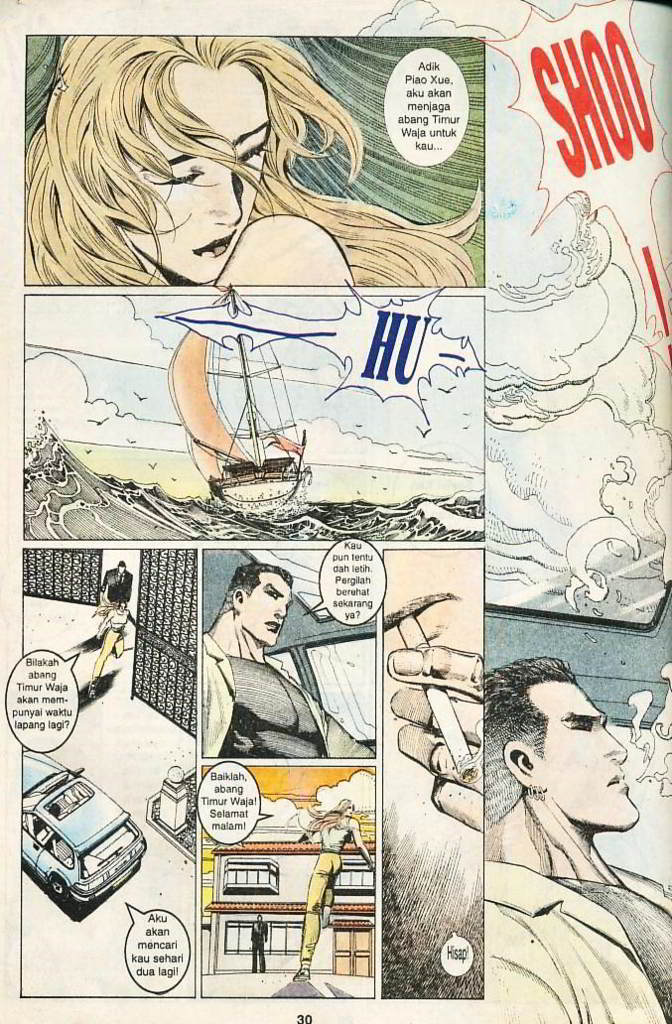 Adik
Piao Xue,
aku akan
menjaga
abang Timur
Waja untuk
kau...
SHOO
HU
Bilakah
abang
Timur Waja
akan mem-
punyai waktu
lapang lagi?
Aku
akan
mencari
kau sehari
dua lagi!
Kau
pun tentu
dah letih.
Pergilah
berehat
sekarang
ya?
Baiklah,
abang
Timur Waja!
Selamat
malam!
Hisap!
30